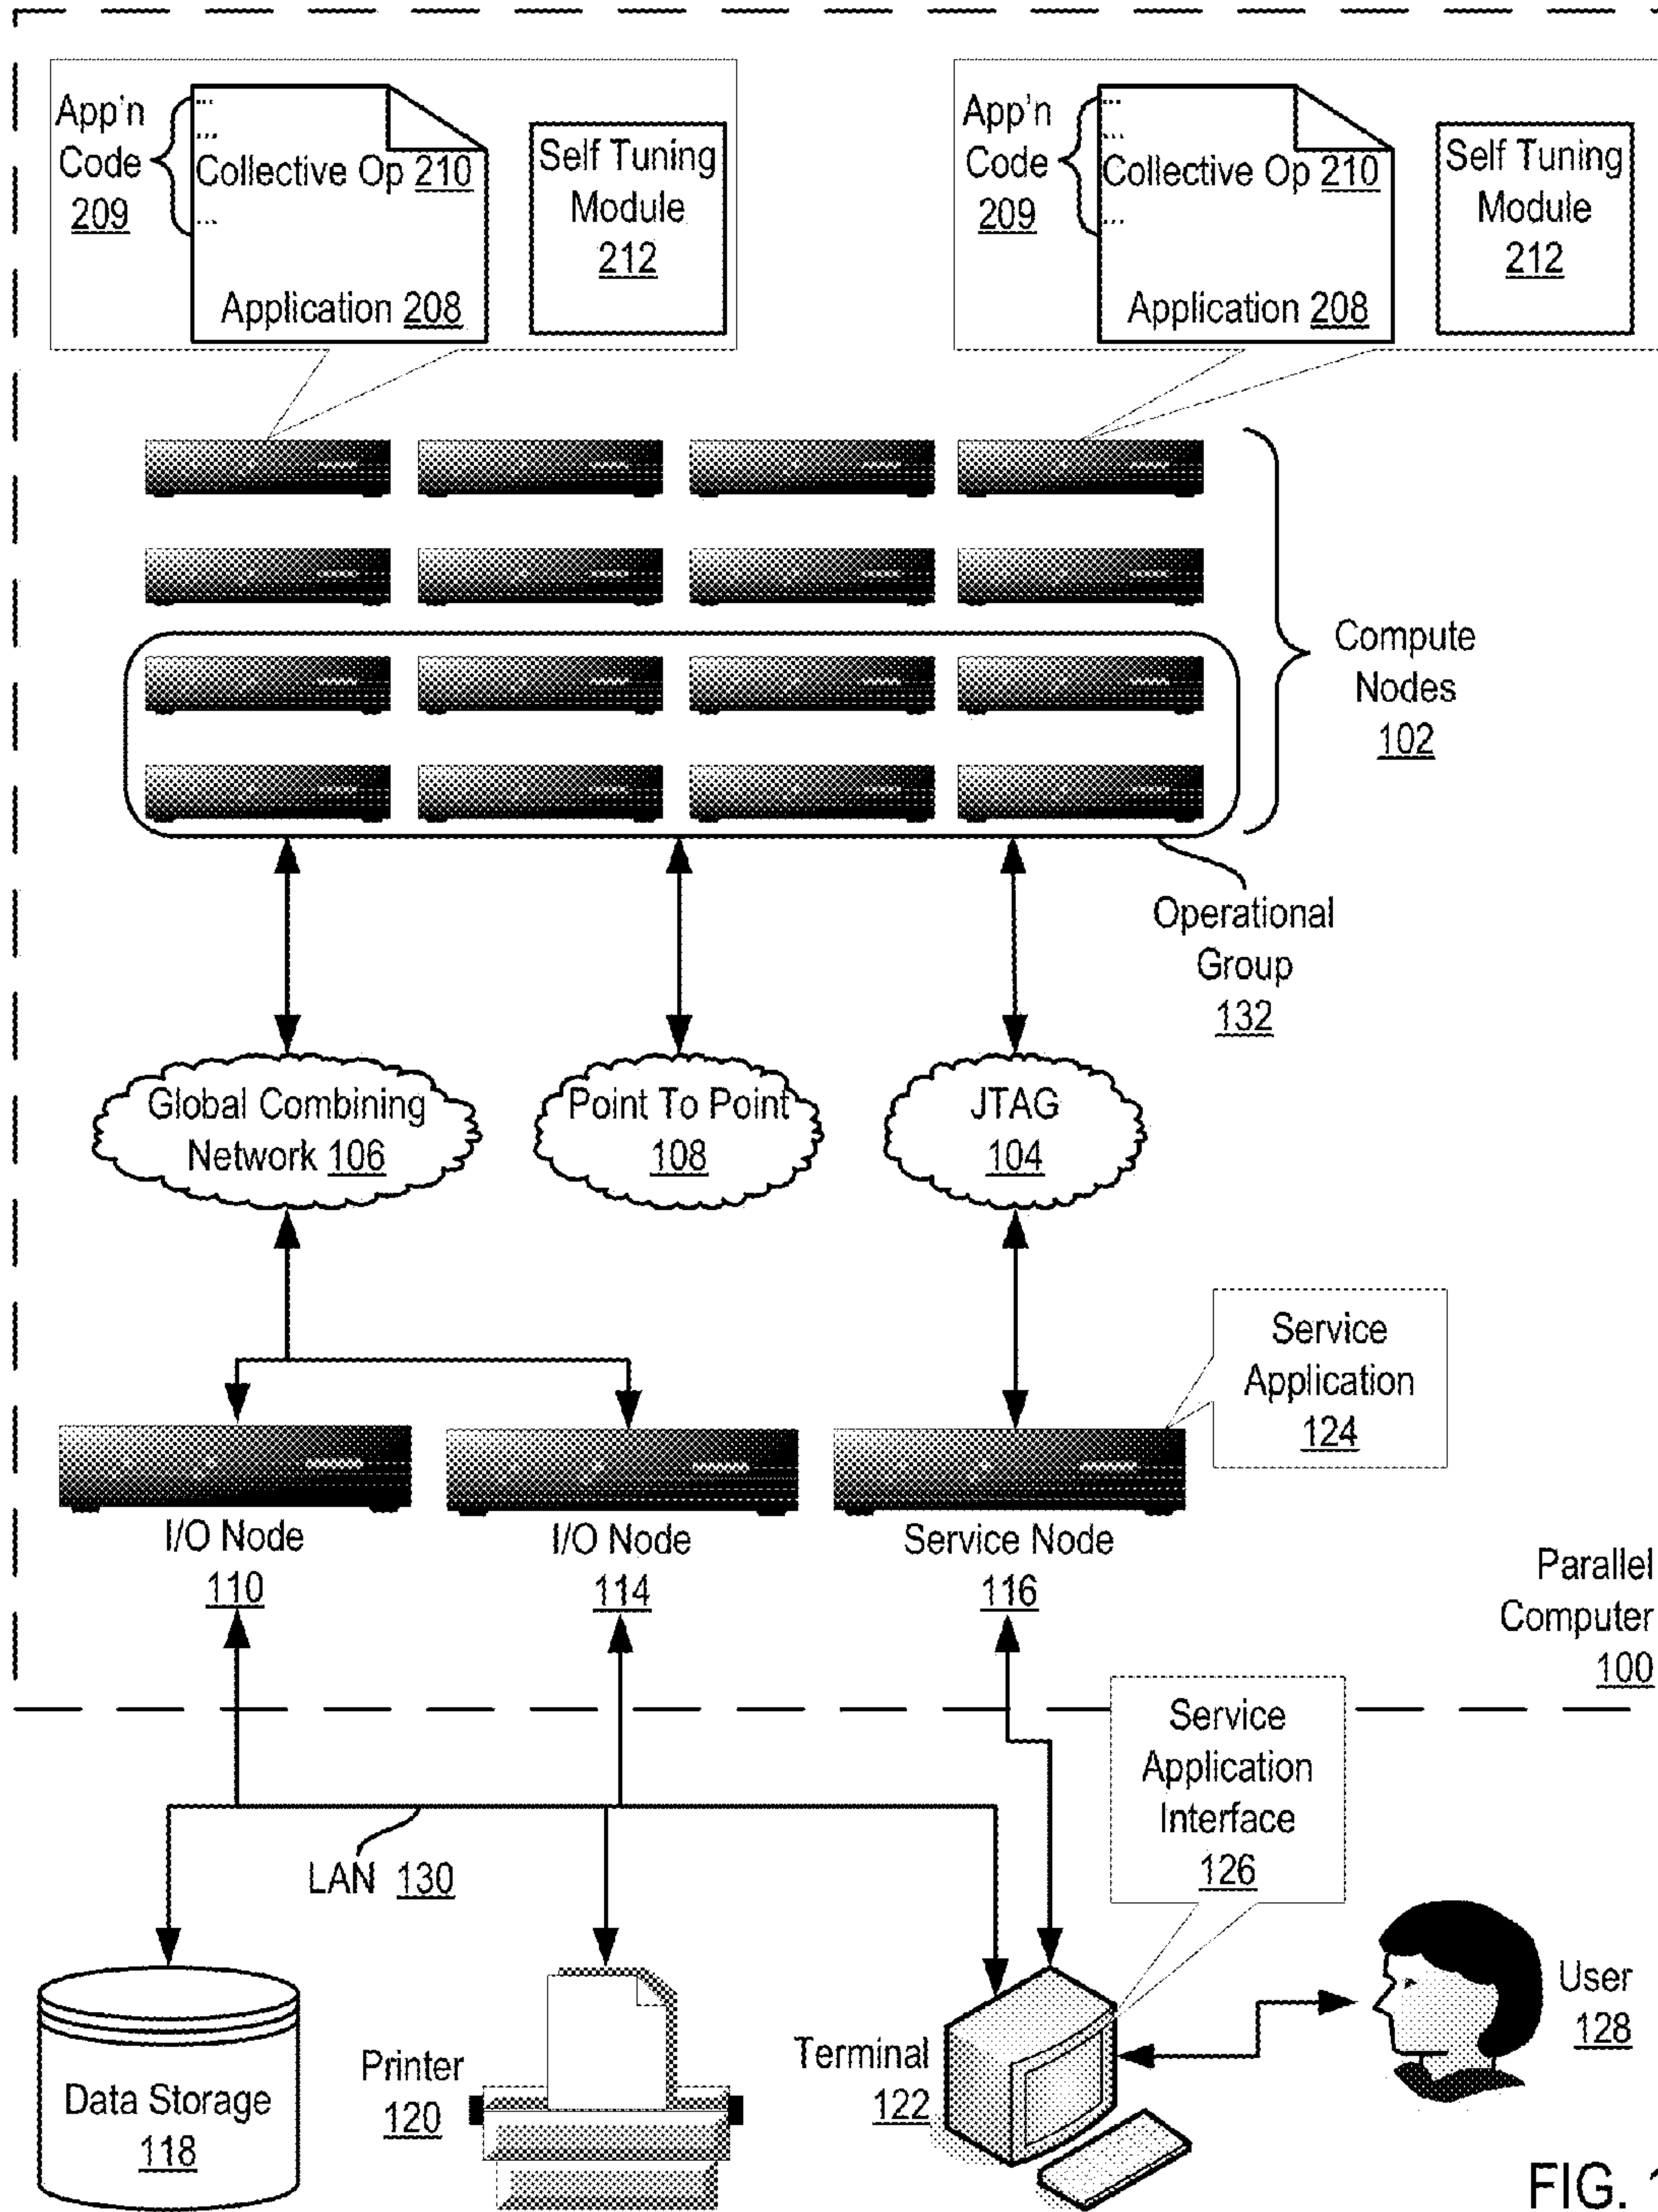 App'n
Code
209
...
...
Collective Op 210
...
Application 208
Self Tuning
Module
212
App'n
Code
209
...
...
Collective Op 210
...
Application 208
Self Tuning
Module
212
Compute
Nodes
102
Operational
Group
132
Global Combining
Network 106
Point To Point
108
JTAG
104
Service
Application
124
I/O Node
110
I/O Node
114
Service Node
116
Parallel
Computer
100
Service
Application
Interface
126
LAN 130
Data Storage
118
Printer
120
Terminal
122
User
128
FIG. 1